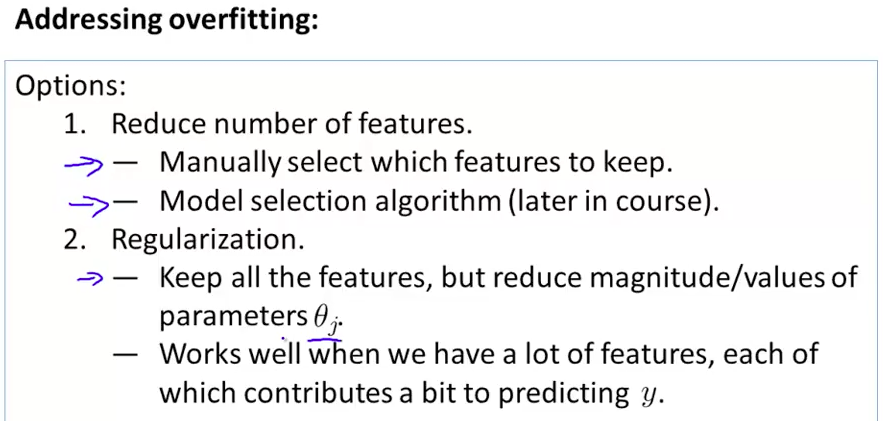 Addressing overfitting:
Options:
1. Reduce number of features.
— Manually select which features to keep.
— Model selection algorithm (later in course).
2. Regularization.
— Keep all the features, but reduce magnitude/values of
parameters θⱼ.
— Works well when we have a lot of features, each of
which contributes a bit to predicting y.